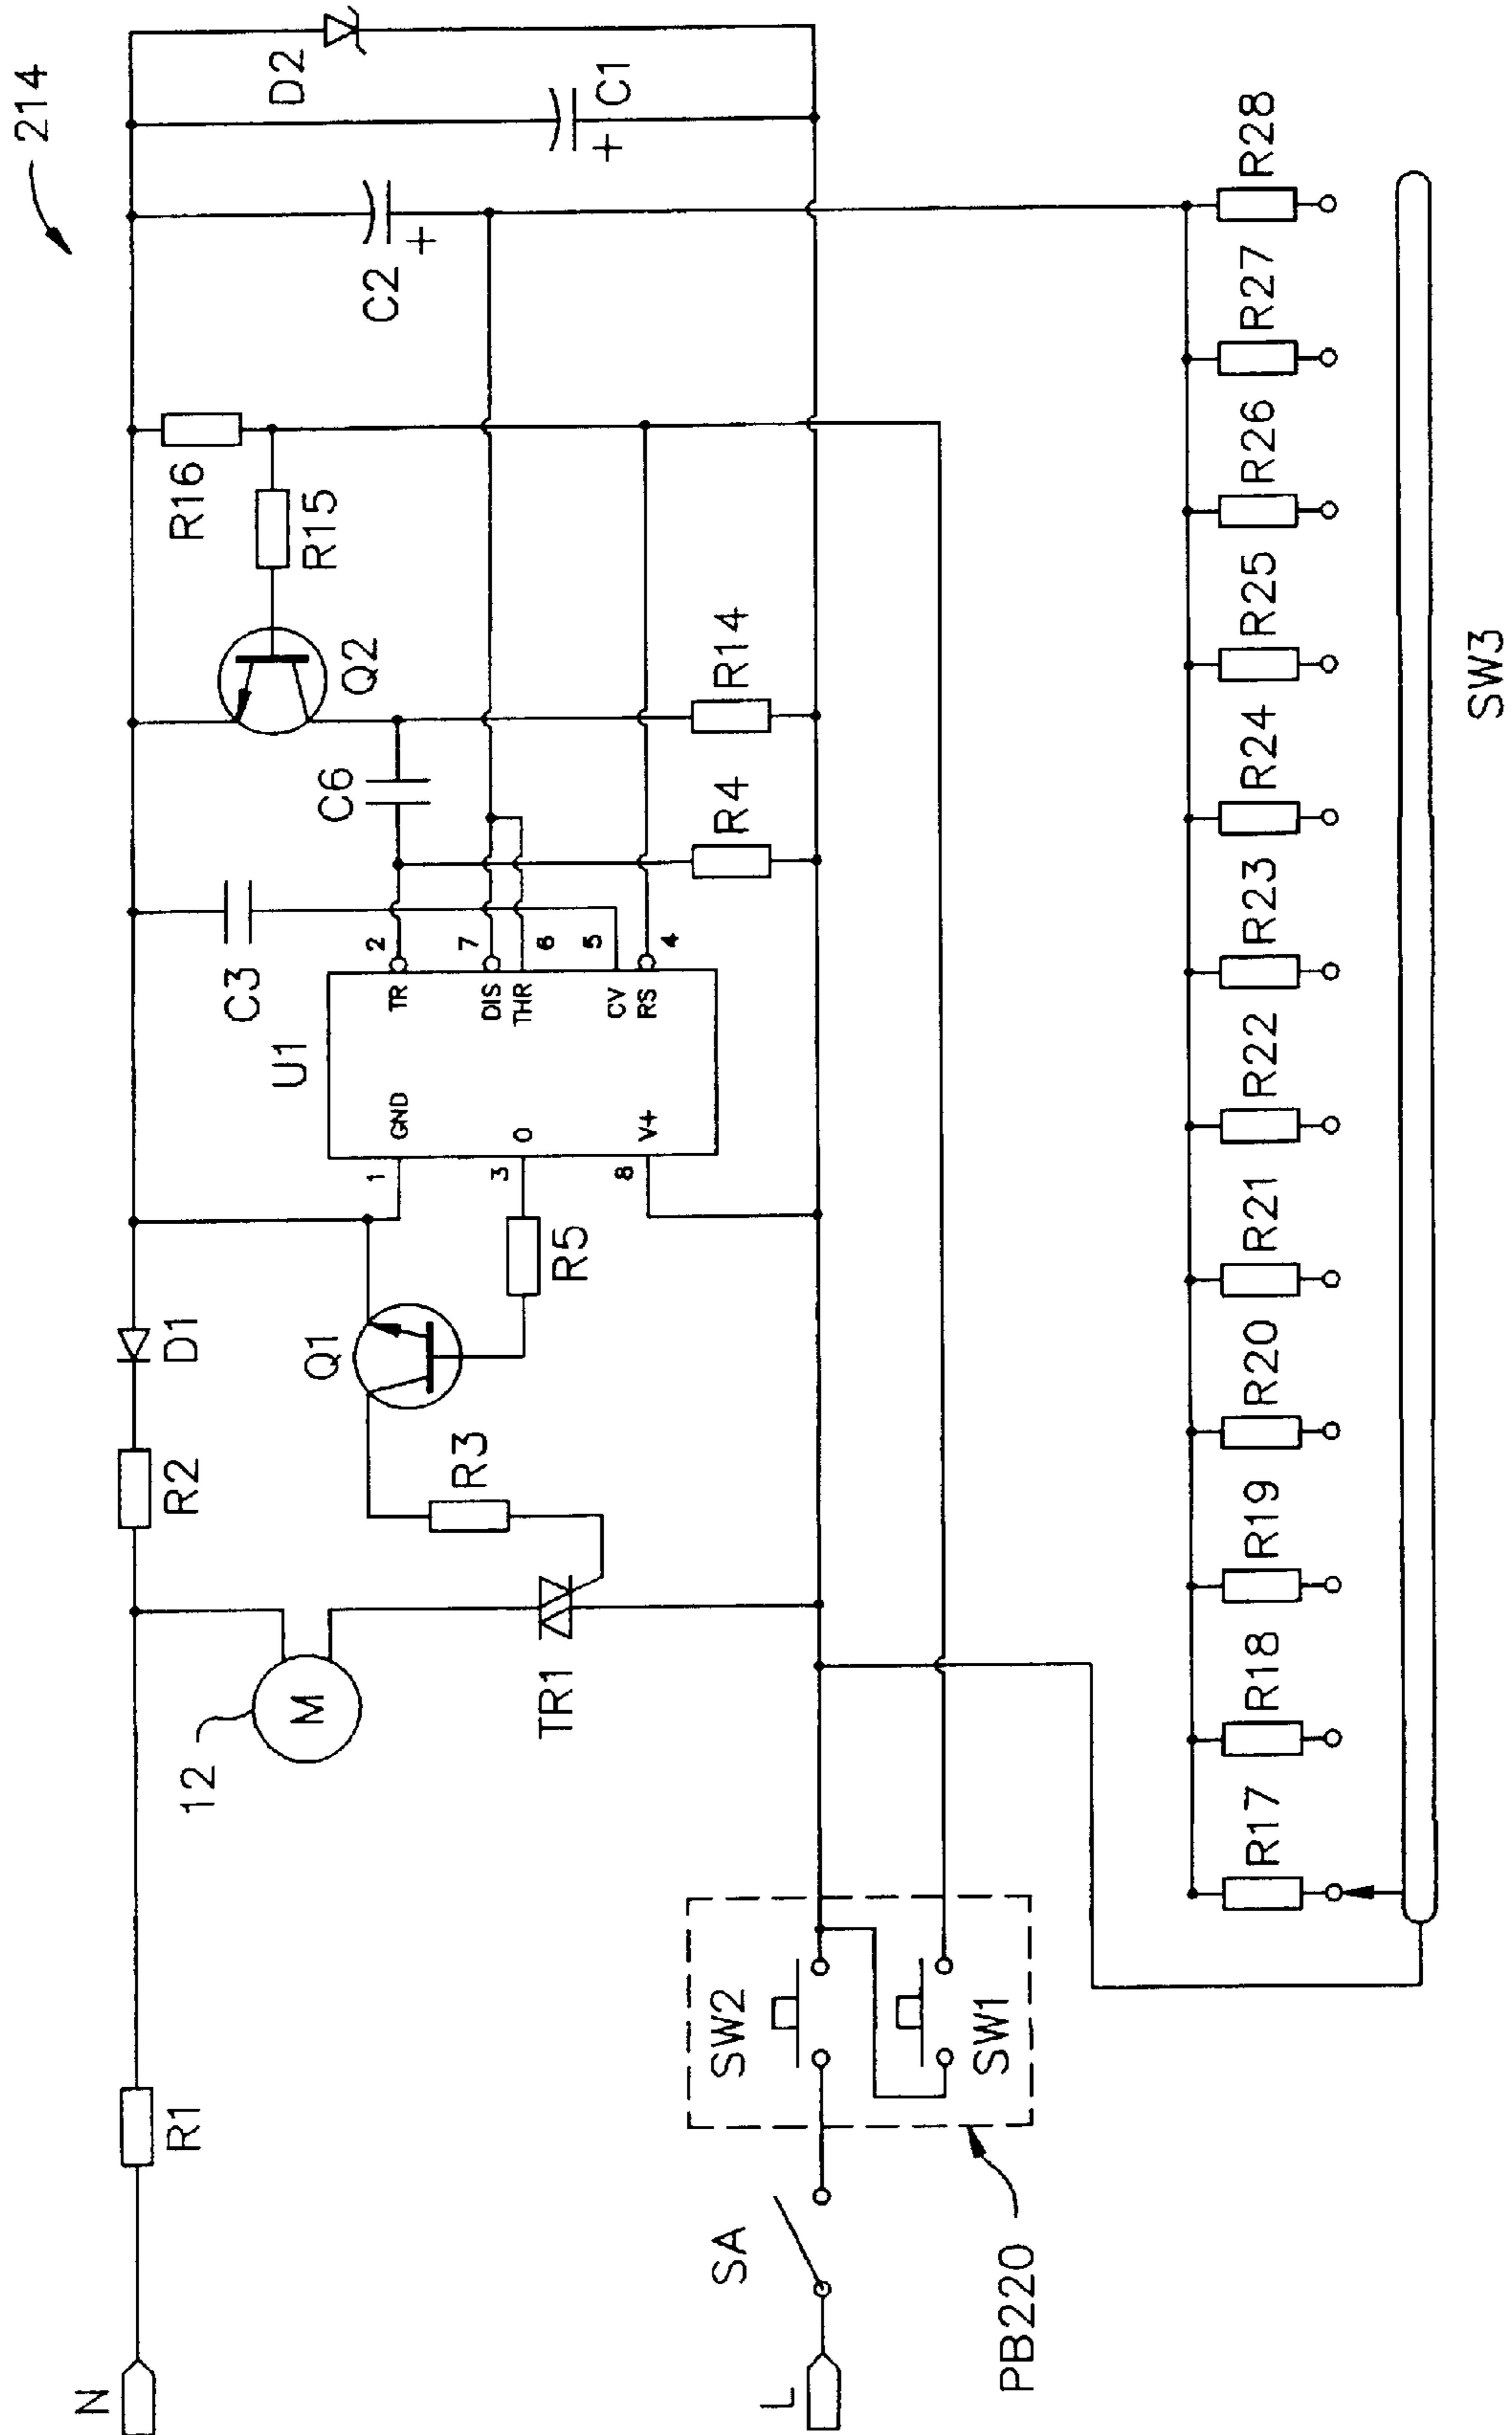 214
N
R1
12
M
R2
D1
Q1
R3
TR1
R5
U1
GND
1
O
3
V+
8
TR
2
DIS
7
THR
6
CV
5
RS
4
C3
C6
Q2
R4
R14
R15
R16
C2
+
C1
+
D2
L
SA
SW2
SW1
PB220
R17
R18
R19
R20
R21
R22
R23
R24
R25
R26
R27
R28
SW3